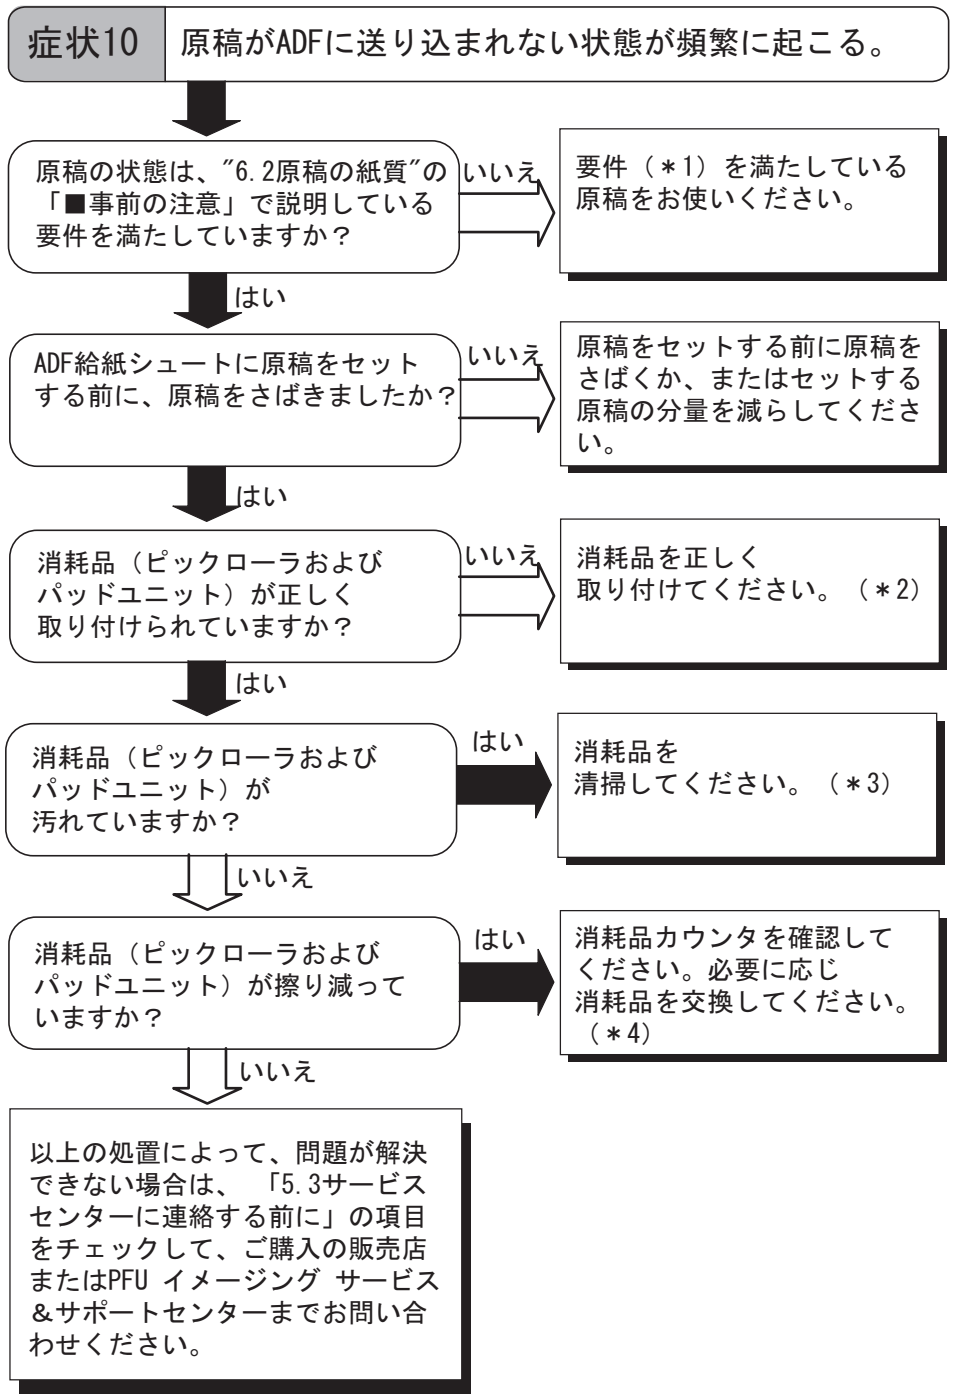 症状10
原稿がADFに送り込まれない状態が頻繁に起こる。
原稿の状態は、"6.2原稿の紙質"の
「■事前の注意」で説明している
要件を満たしていますか？
いいえ
要件（＊1）を満たしている
原稿をお使いください。
はい
ADF給紙シュートに原稿をセット
する前に、原稿をさばきましたか？
いいえ
原稿をセットする前に原稿を
さばくか、またはセットする
原稿の分量を減らしてくださ
い。
はい
消耗品（ピックローラおよび
パッドユニット）が正しく
取り付けられていますか？
いいえ
消耗品を正しく
取り付けてください。（＊2）
はい
消耗品（ピックローラおよび
パッドユニット）が
汚れていますか？
はい
消耗品を
清掃してください。（＊3）
いいえ
消耗品（ピックローラおよび
パッドユニット）が擦り減って
いますか？
はい
消耗品カウンタを確認して
ください。必要に応じ
消耗品を交換してください。
（＊4）
いいえ
以上の処置によって、問題が解決
できない場合は、 「5.3サービス
センターに連絡する前に」の項目
をチェックして、ご購入の販売店
またはPFU イメージング サービス
＆サポートセンターまでお問い合
わせください。